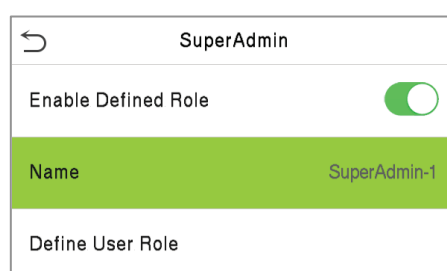 SuperAdmin
Enable Defined Role
Name SuperAdmin-1
Define User Role